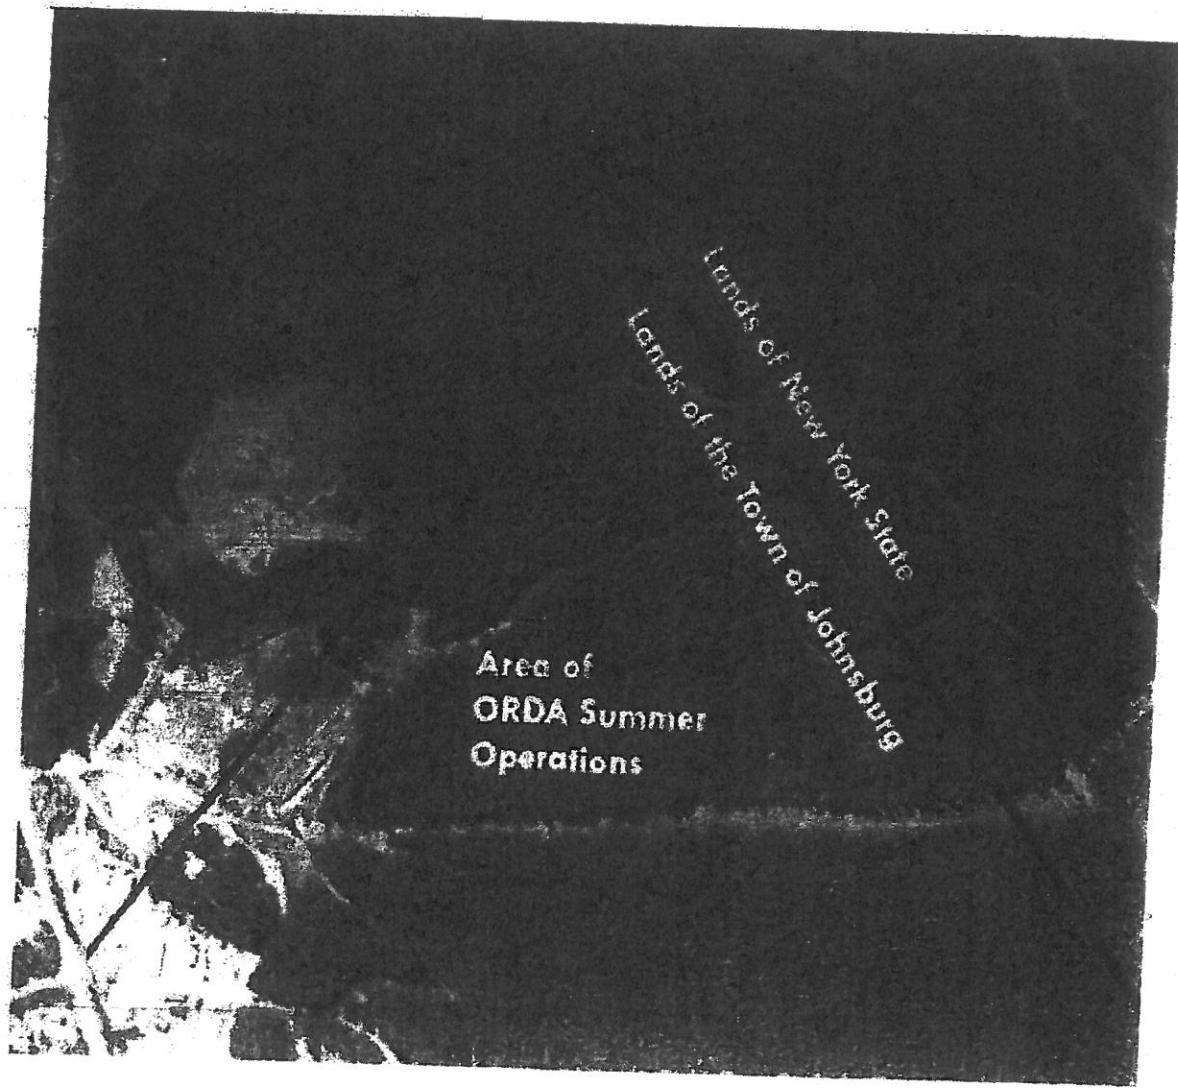 Lands of New York State
Lands of the Town of Johnsburg
Area of
ORDA Summer
Operations